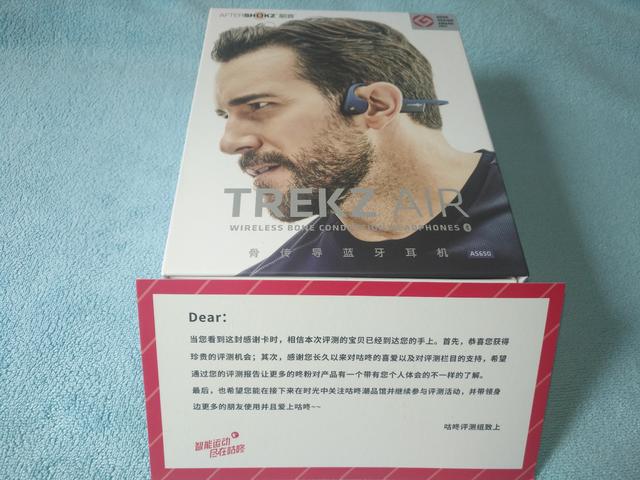 AFTERSHOKZ 韶音
TREKZ AIR
WIRELESS BONE CONDUCTION HEADPHONES
骨传导蓝牙耳机 AS650
Dear：
当您看到这封感谢卡时，相信本次评测的宝贝已经到达您的手上。首先，恭喜您获得
珍贵的评测机会；其次，感谢您长久以来对咕咚的喜爱以及对评测栏目的支持，希望
通过您的评测报告让更多的咚粉对产品有一个带有您个人体会的不一样的了解。
最后，也希望您能在接下来在时光中关注咕咚潮品馆并继续参与评测活动，并带领身
边更多的朋友使用并且爱上咕咚~~
咕咚评测组致上
智能运动
尽在咕咚